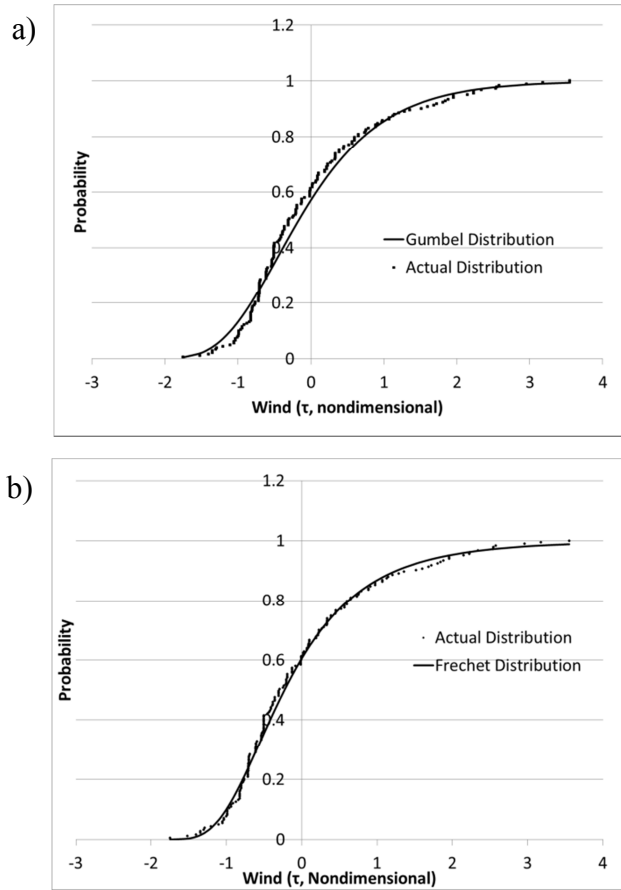 a)
1.2
1
0.8
0.6
0.4
0.2
0
Probability
Gumbel Distribution
Actual Distribution
-3 -2 -1 0 1 2 3 4
Wind (τ, nondimensional)
b)
1.2
1
0.8
0.6
0.4
0.2
0
Probability
Actual Distribution
Frechet Distribution
-3 -2 -1 0 1 2 3 4
Wind (τ, Nondimensional)